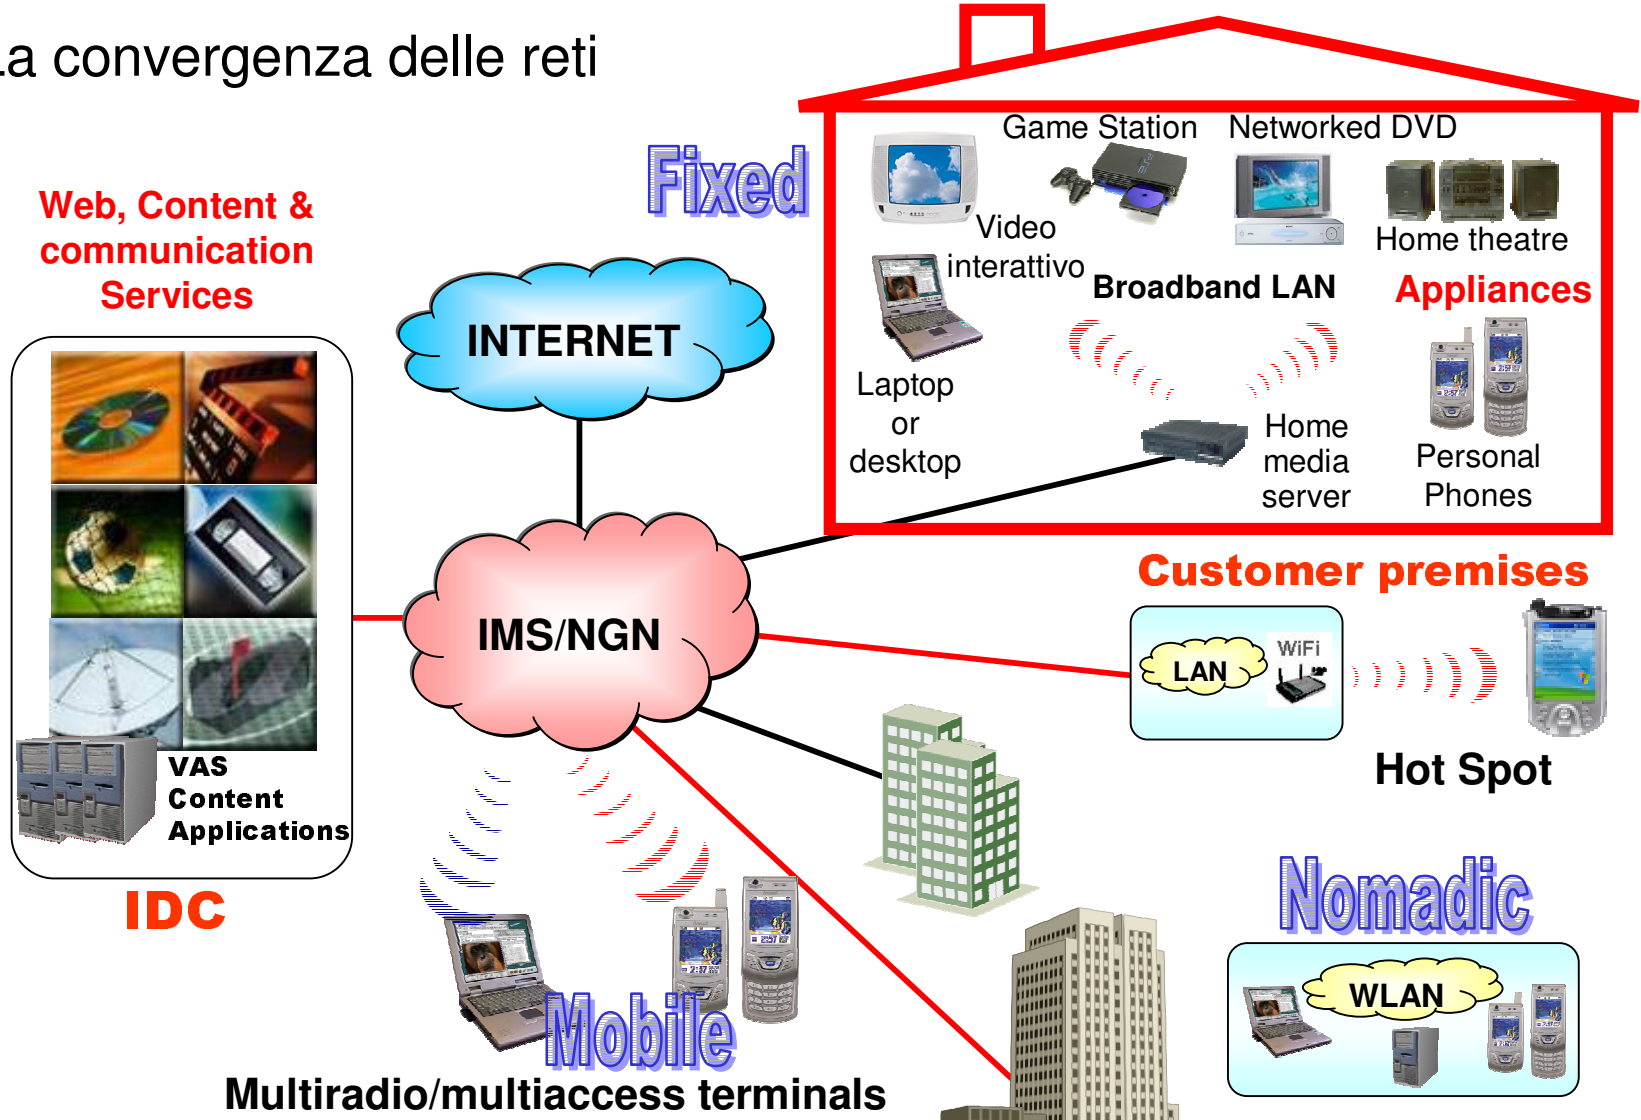 La convergenza delle reti
Fixed
Web, Content &
communication
Services
INTERNET
IMS/NGN
VAS
Content
Applications
IDC
Game Station
Networked DVD
Video
interattivo
Home theatre
Broadband LAN
Appliances
Laptop
or
desktop
Home
media
server
Personal
Phones
Customer premises
LAN
WiFi
Hot Spot
Nomadic
WLAN
Mobile
Multiradio/multiaccess terminals